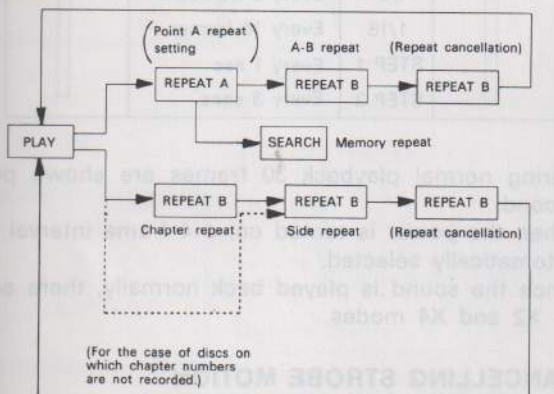 (Point A repeat
setting)
A-B repeat
(Repeat cancellation)
REPEAT A
REPEAT B
REPEAT B
PLAY
SEARCH
Memory repeat
REPEAT B
REPEAT B
REPEAT B
Chapter repeat
Side repeat
(Repeat cancellation)
(For the case of discs on
which chapter numbers
are not recorded.)